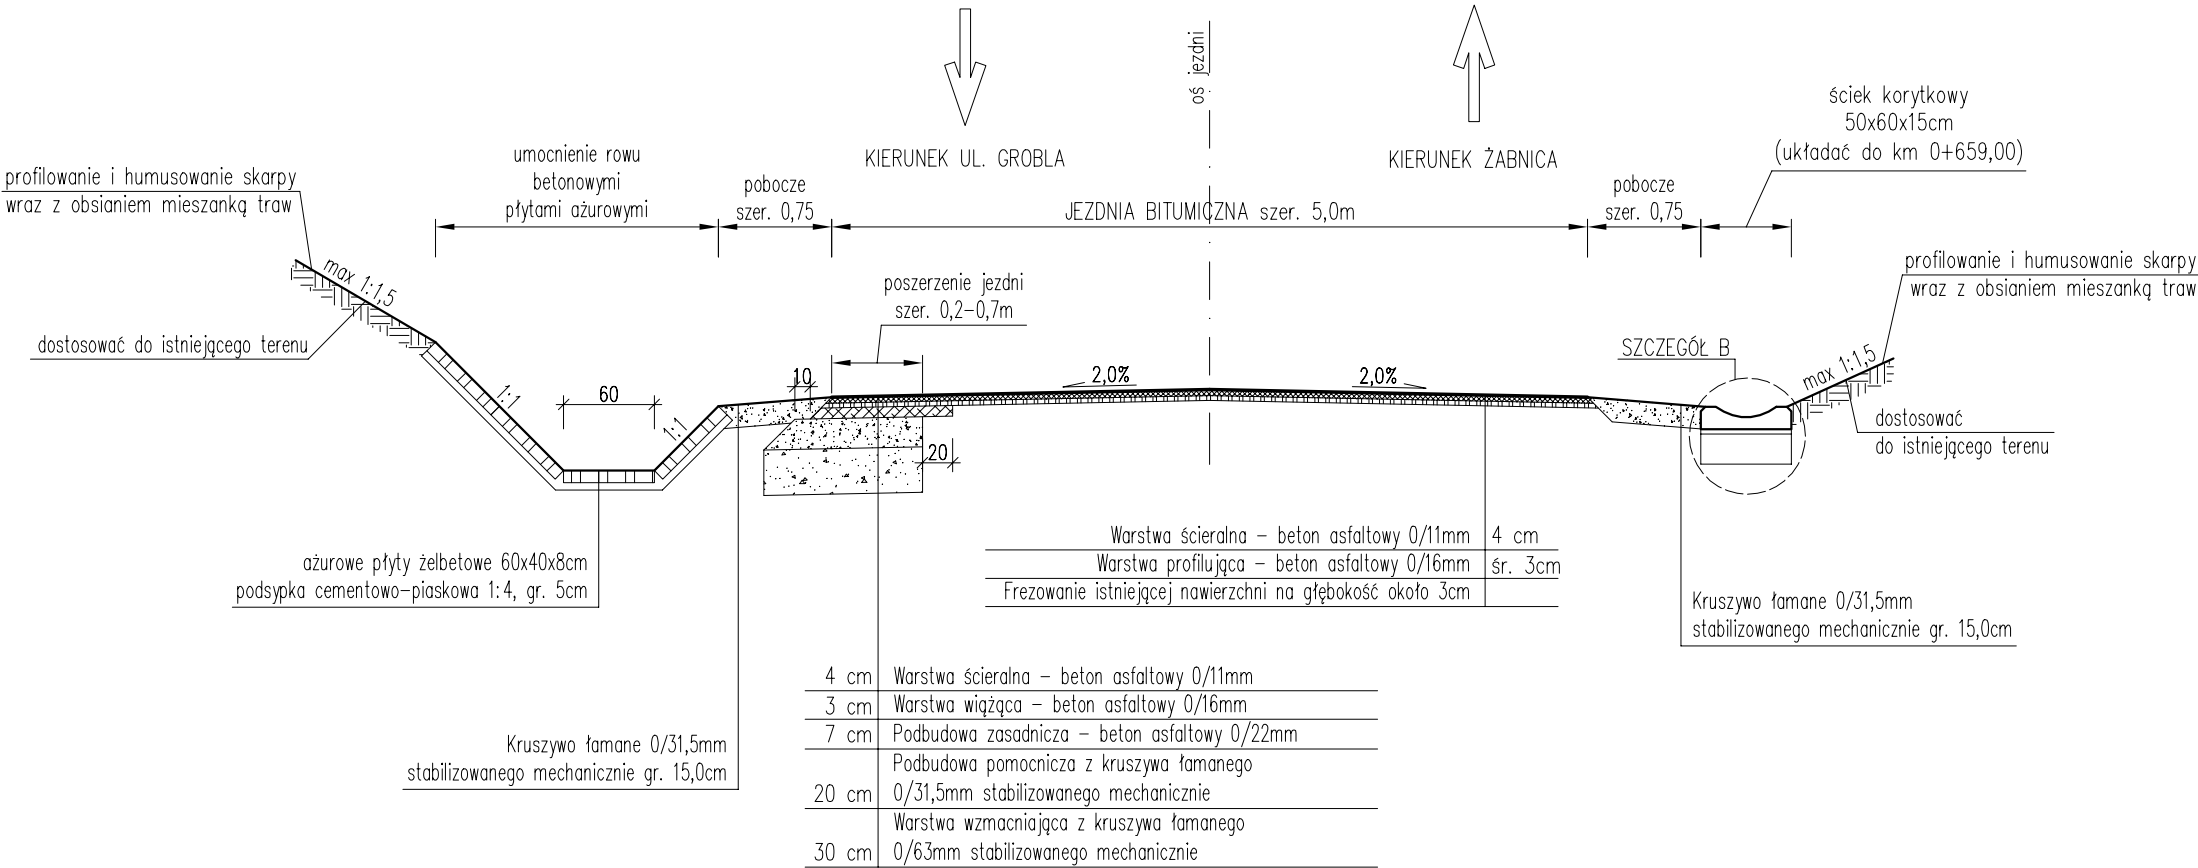 oś jezdni
KIERUNEK UL. GROBLA
KIERUNEK ŻABNICA
ściek korytkowy
50x60x15cm
(układać do km 0+659,00)
profilowanie i humusowanie skarpy
wraz z obsianiem mieszanką traw
umocnienie rowu
betonowymi
płytami ażurowymi
pobocze
szer. 0,75
JEZDNIA BITUMICZNA szer. 5,0m
pobocze
szer. 0,75
max 1:1,5
dostosować do istniejącego terenu
poszerzenie jezdni
szer. 0,2-0,7m
profilowanie i humusowanie skarpy
wraz z obsianiem mieszanką traw
SZCZEGÓŁ B
max 1:1,5
dostosować
do istniejącego terenu
1:1
60
1:1
10
2,0%
2,0%
20
ażurowe płyty żelbetowe 60x40x8cm
podsypka cementowo-piaskowa 1:4, gr. 5cm
Warstwa ścieralna – beton asfaltowy 0/11mm 4 cm
Warstwa profilująca – beton asfaltowy 0/16mm śr. 3cm
Frezowanie istniejącej nawierzchni na głębokość około 3cm
Kruszywo łamane 0/31,5mm
stabilizowanego mechanicznie gr. 15,0cm
4 cm Warstwa ścieralna – beton asfaltowy 0/11mm
3 cm Warstwa wiążąca – beton asfaltowy 0/16mm
7 cm Podbudowa zasadnicza – beton asfaltowy 0/22mm
Podbudowa pomocnicza z kruszywa łamanego
20 cm 0/31,5mm stabilizowanego mechanicznie
Warstwa wzmacniająca z kruszywa łamanego
30 cm 0/63mm stabilizowanego mechanicznie
Kruszywo łamane 0/31,5mm
stabilizowanego mechanicznie gr. 15,0cm